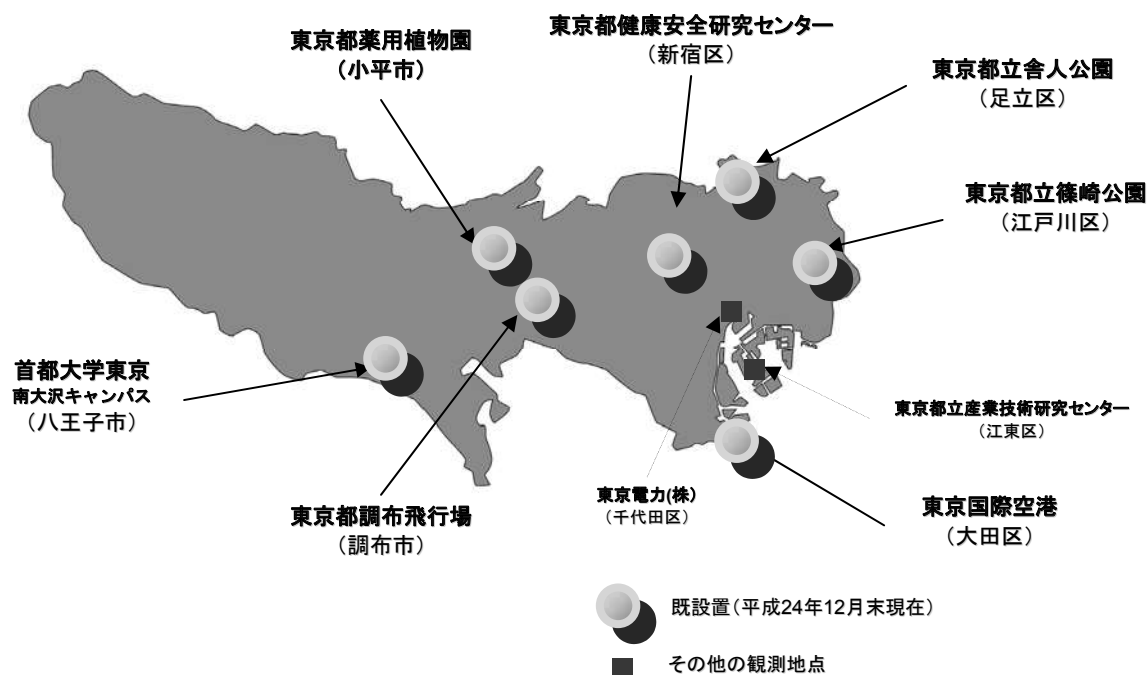 東京都健康安全研究センター
（新宿区）
東京都薬用植物園
（小平市）
東京都立舎人公園
（足立区）
東京都立篠崎公園
（江戸川区）
首都大学東京
南大沢キャンパス
（八王子市）
東京都立産業技術研究センター
（江東区）
東京電力(株）
（千代田区）
東京都調布飛行場
（調布市）
東京国際空港
（大田区）
既設置（平成24年12月末現在）
その他の観測地点